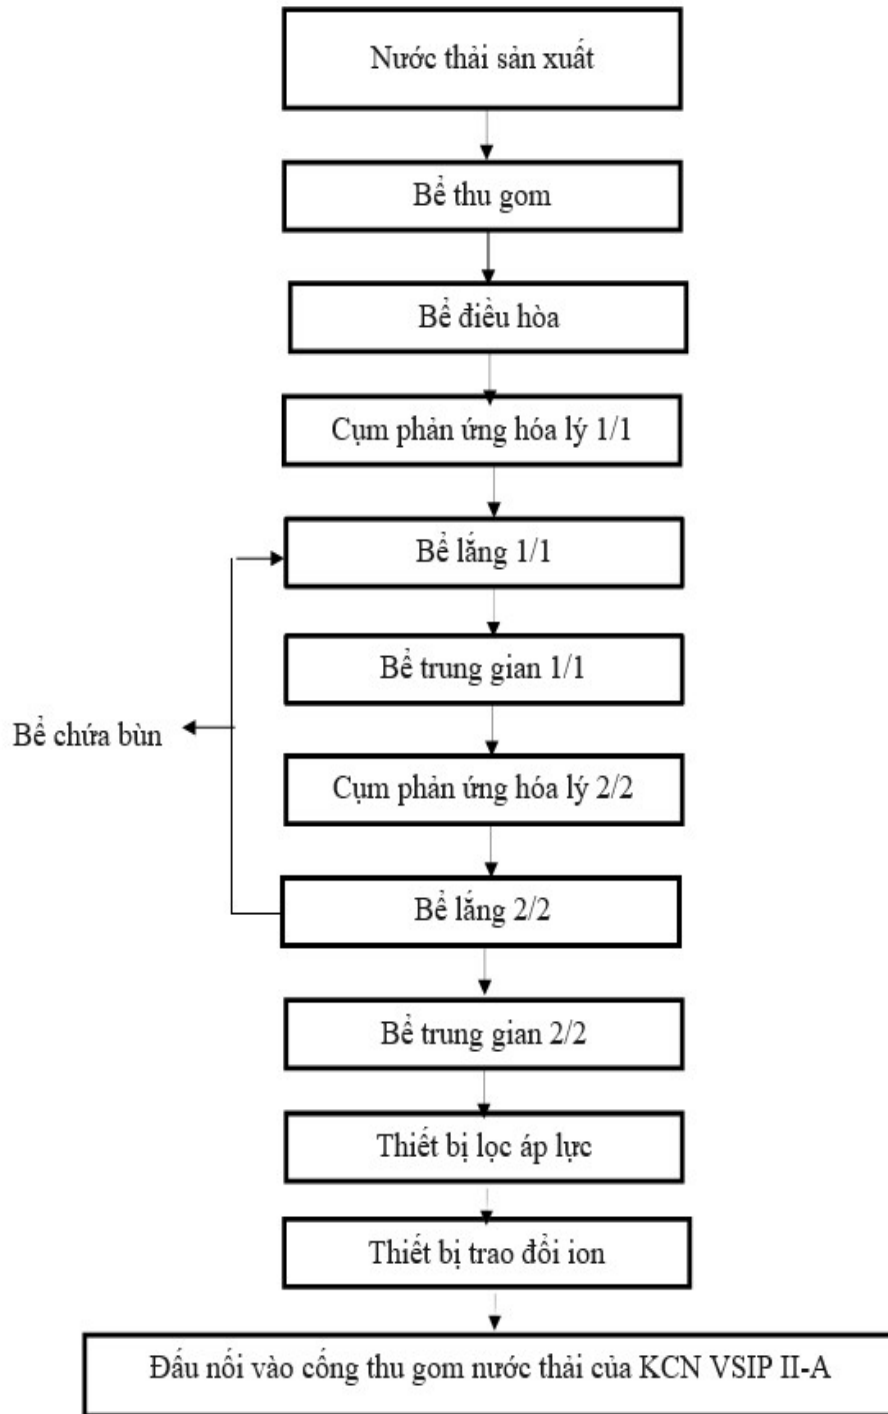 Nước thải sản xuất
Bể thu gom
Bể điều hòa
Cụm phản ứng hóa lý 1/1
Bể lắng 1/1
Bể trung gian 1/1
Bể chứa bùn
Cụm phản ứng hóa lý 2/2
Bể lắng 2/2
Bể trung gian 2/2
Thiết bị lọc áp lực
Thiết bị trao đổi ion
Đấu nối vào cống thu gom nước thải của KCN VSIP II-A